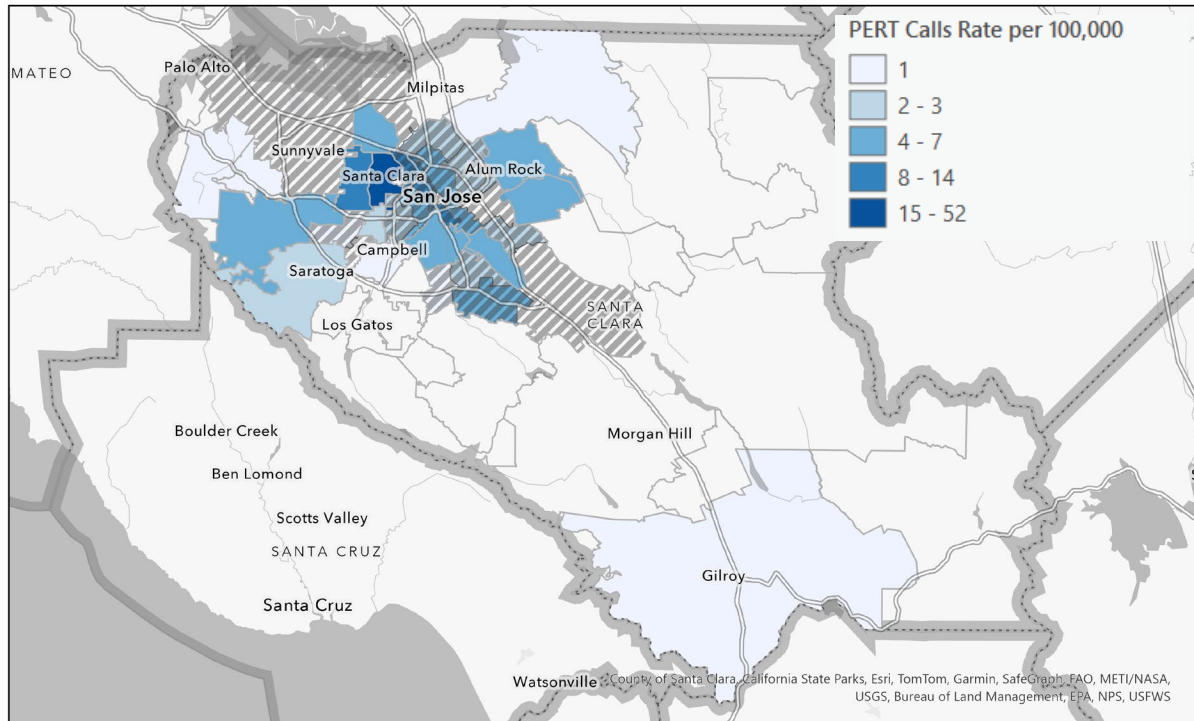 PERT Calls Rate per 100,000
1
2 - 3
4 - 7
8 - 14
15 - 52
MATEO
Palo Alto
Milpitas
Sunnyvale
Santa Clara
Alum Rock
San Jose
Campbell
Saratoga
SANTA
CLARA
Los Gatos
Boulder Creek
Morgan Hill
Ben Lomond
Scotts Valley
SANTA CRUZ
Gilroy
Santa Cruz
Watsonville
County of Santa Clara, California State Parks, Esri, TomTom, Garmin, SafeGraph, FAO, METI/NASA,
USGS, Bureau of Land Management, EPA, NPS, USFWS